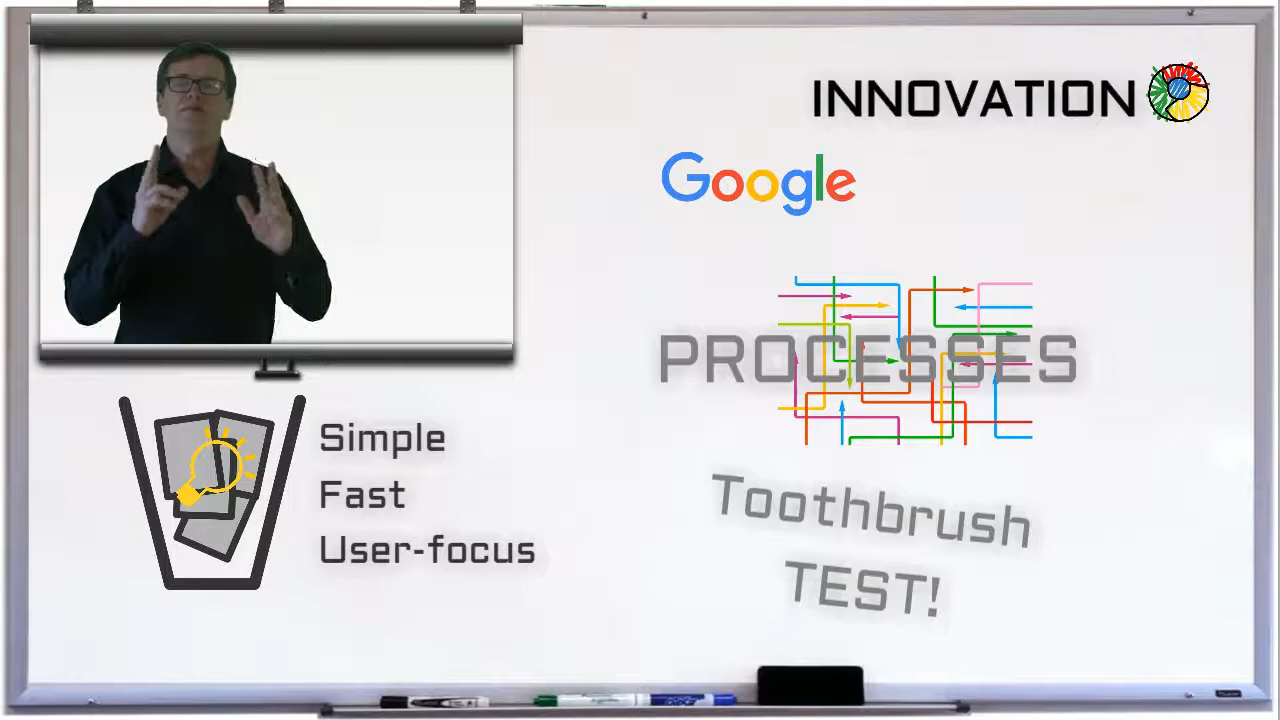 INNOVATION
Google
PROCESSES
Simple
Fast
User-focus
Toothbrush
TEST!